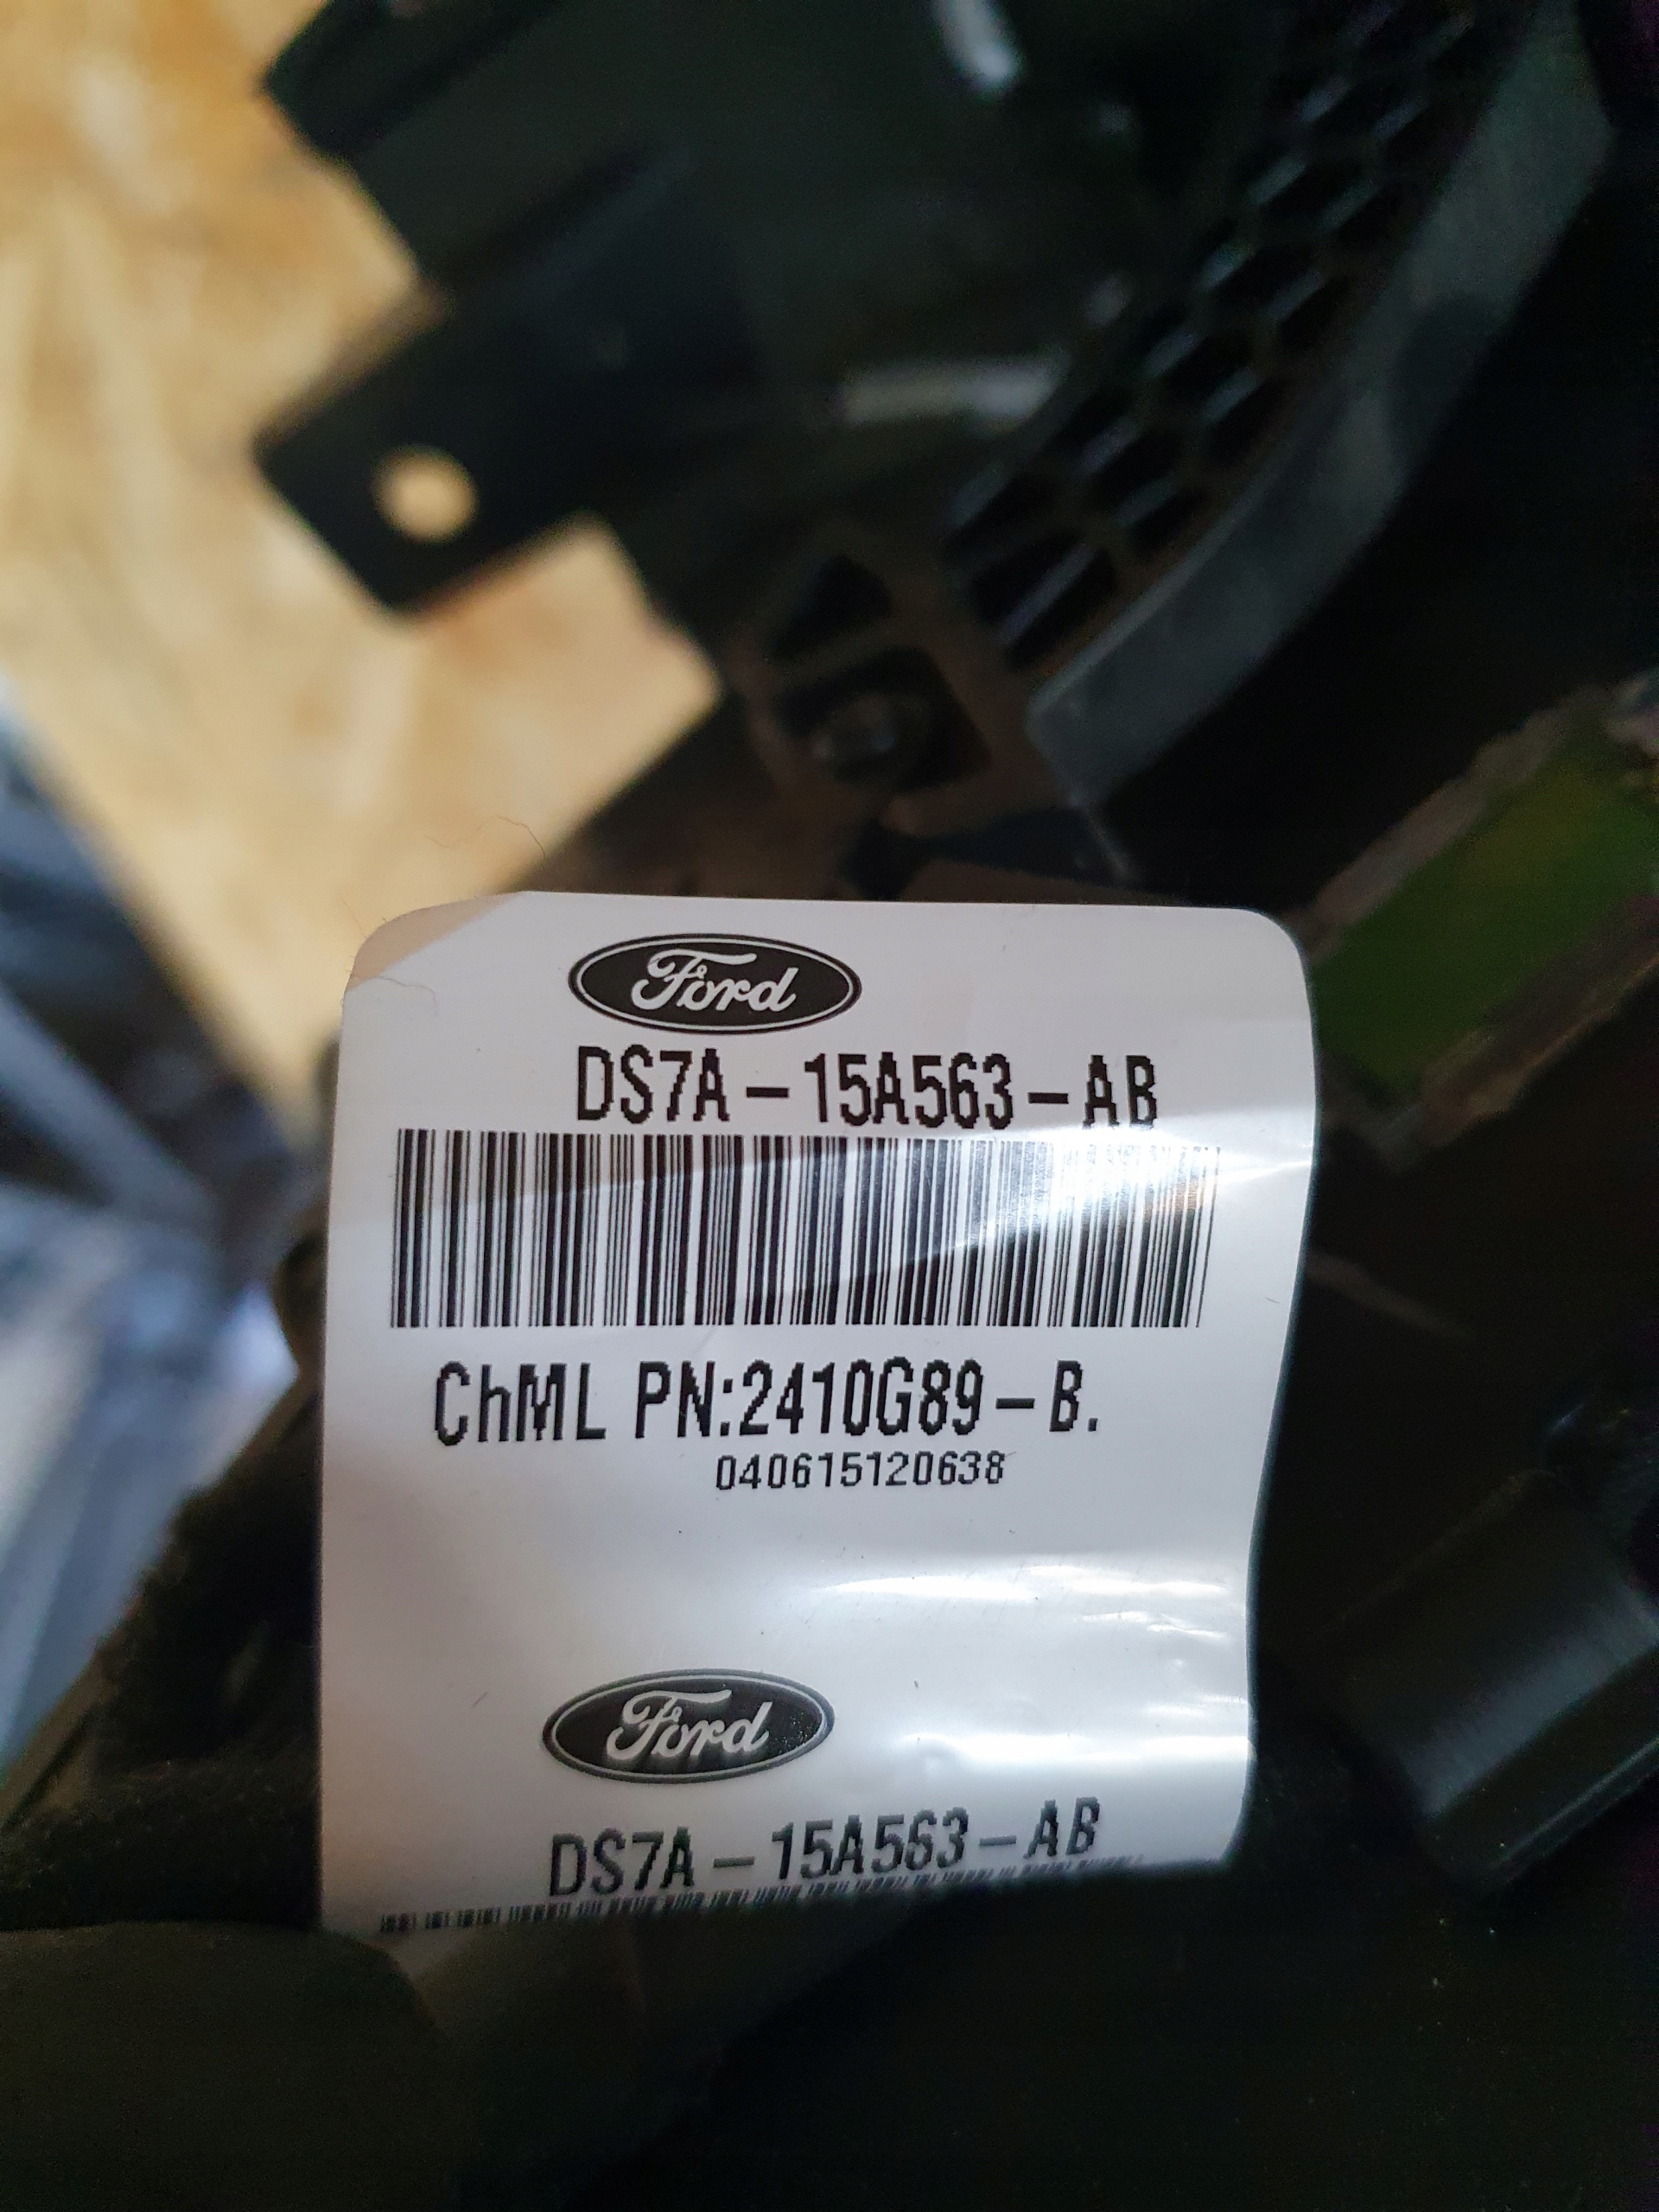 Ford
DS7A-15A563-AB
ChML PN:2410G89-B.
040615120638
Ford
DS7A-15A563-AB